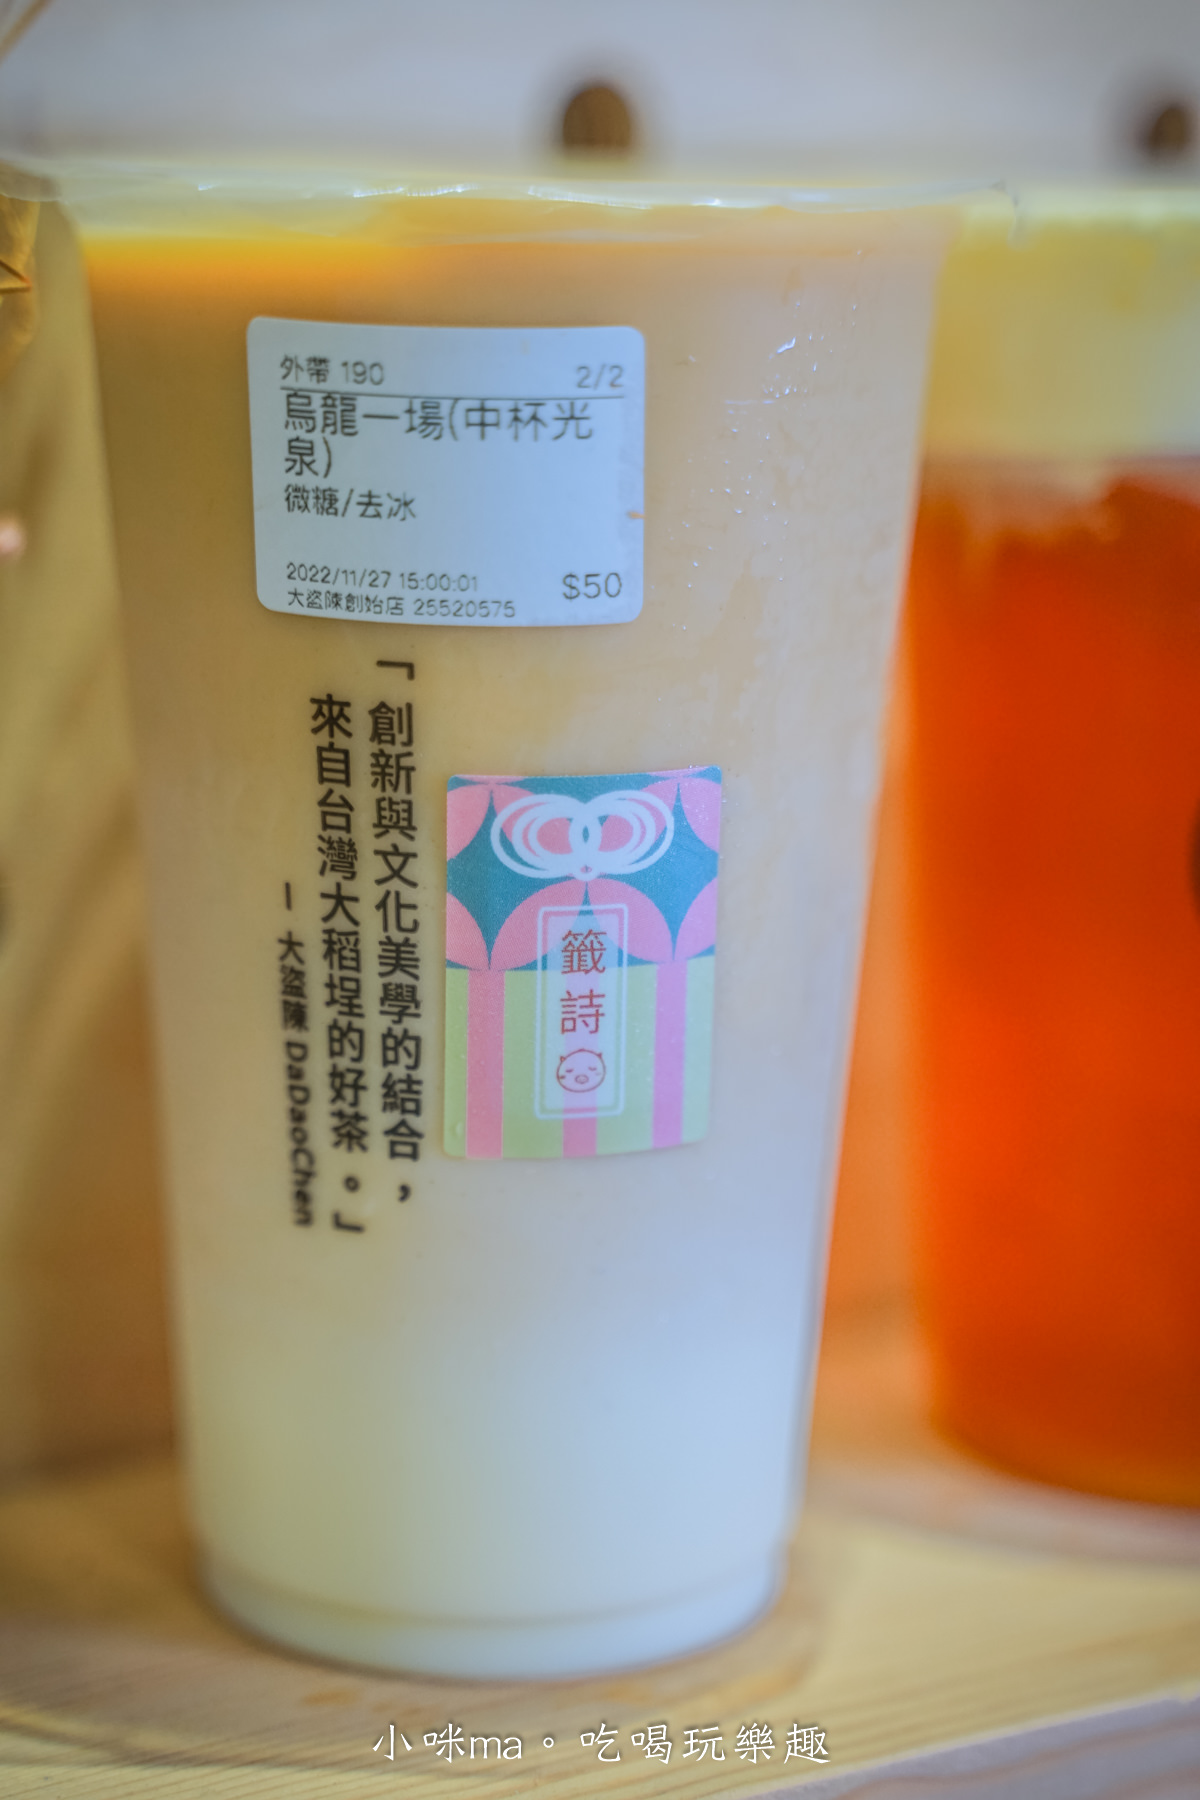 外帶 190 2/2
烏龍一場(中杯光
泉)
微糖/去冰
2022/11/27 15:00:01 $50
大盜陳創始店 25520575
「創新與文化美學的結合，
來自台灣大稻埕的好茶。」
— 大盜陳 DaDaoChen
籤詩
小咪ma。吃喝玩樂趣